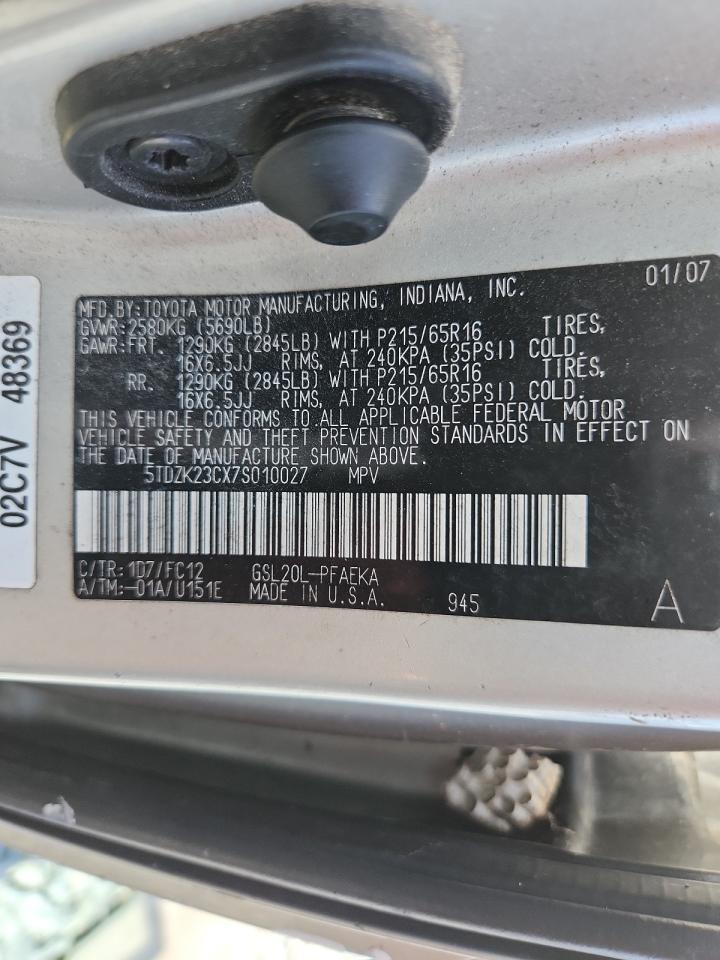 MFD.BY:TOYOTA MOTOR MANUFACTURING, INDIANA, INC. 01/07
GVWR:2580KG (5690LB)
GAWR:FRT. 1290KG (2845LB) WITH P215/65R16 TIRES,
16X6.5JJ RIMS, AT 240KPA (35PSI) COLD.
RR. 1290KG (2845LB) WITH P215/65R16 TIRES,
16X6.5JJ RIMS, AT 240KPA (35PSI) COLD.
THIS VEHICLE CONFORMS TO ALL APPLICABLE FEDERAL MOTOR
VEHICLE SAFETY AND THEFT PREVENTION STANDARDS IN EFFECT ON
THE DATE OF MANUFACTURE SHOWN ABOVE.
5TDZK23CX7S010027 MPV
C/TR:1D7/FC12 GSL20L-PFAEKA
A/TM:-01A/U151E MADE IN U.S.A. 945 A
02C7V 48369